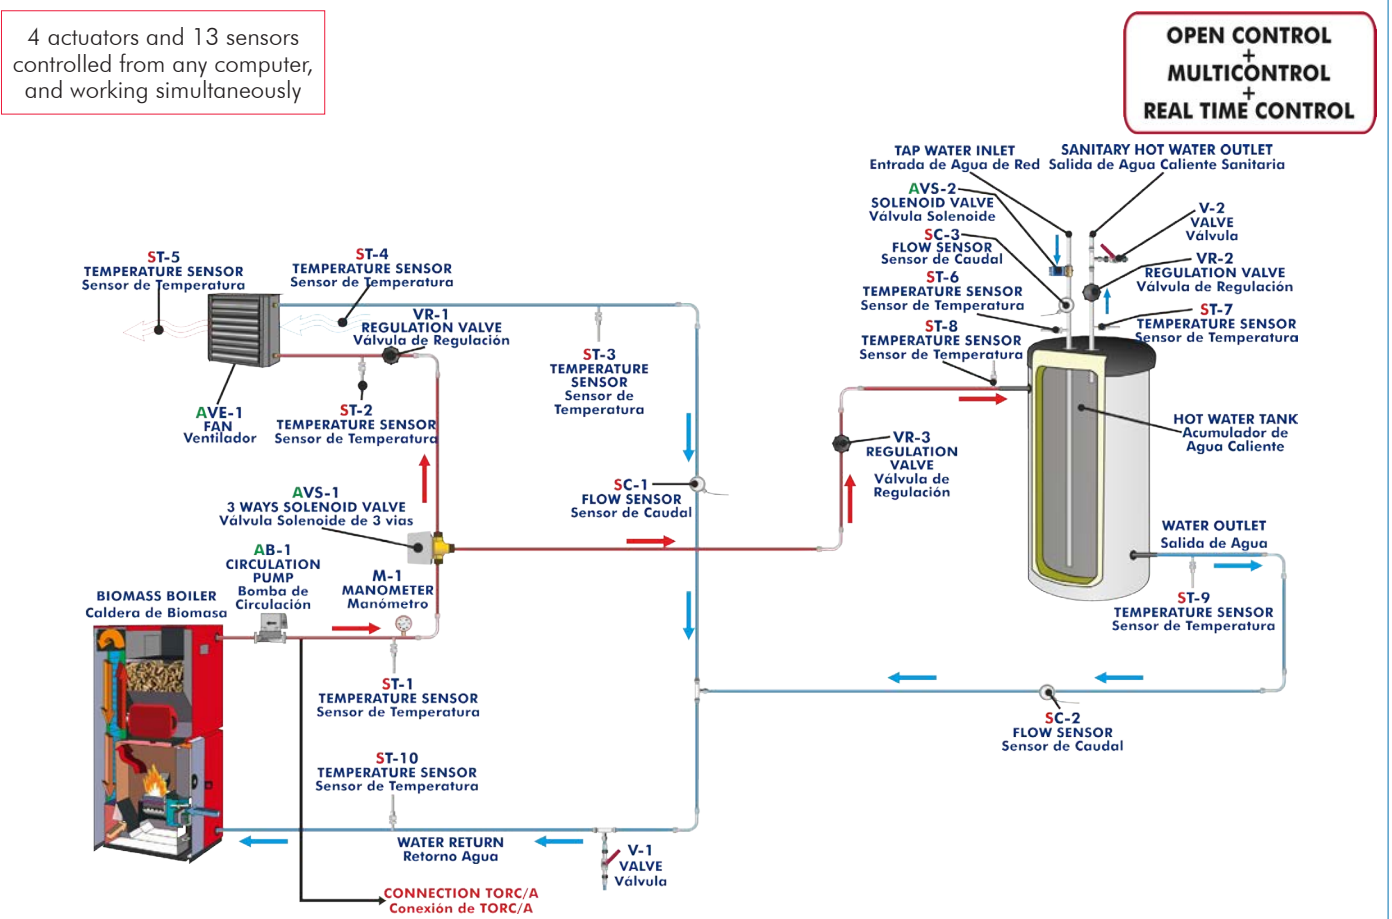 4 actuators and 13 sensors
controlled from any computer,
and working simultaneously
OPEN CONTROL
+
MULTICONTROL
+
REAL TIME CONTROL
TAP WATER INLET
Entrada de Agua de Red
SANITARY HOT WATER OUTLET
Salida de Agua Caliente Sanitaria
AVS-2
SOLENOID VALVE
Válvula Solenoide
V-2
VALVE
Válvula
SC-3
FLOW SENSOR
Sensor de Caudal
VR-2
REGULATION VALVE
Válvula de Regulación
ST-6
TEMPERATURE SENSOR
Sensor de Temperatura
ST-7
TEMPERATURE SENSOR
Sensor de Temperatura
ST-8
TEMPERATURE SENSOR
Sensor de Temperatura
ST-5
TEMPERATURE SENSOR
Sensor de Temperatura
ST-4
TEMPERATURE SENSOR
Sensor de Temperatura
VR-1
REGULATION VALVE
Válvula de Regulación
ST-3
TEMPERATURE
SENSOR
Sensor de
Temperatura
AVE-1
FAN
Ventilador
ST-2
TEMPERATURE SENSOR
Sensor de Temperatura
HOT WATER TANK
Acumulador de
Agua Caliente
VR-3
REGULATION
VALVE
Válvula de
Regulación
SC-1
FLOW SENSOR
Sensor de Caudal
AVS-1
3 WAYS SOLENOID VALVE
Válvula Solenoide de 3 vias
WATER OUTLET
Salida de Agua
AB-1
CIRCULATION
PUMP
Bomba de
Circulación
M-1
MANOMETER
Manómetro
BIOMASS BOILER
Caldera de Biomasa
ST-9
TEMPERATURE SENSOR
Sensor de Temperatura
ST-1
TEMPERATURE SENSOR
Sensor de Temperatura
SC-2
FLOW SENSOR
Sensor de Caudal
ST-10
TEMPERATURE SENSOR
Sensor de Temperatura
WATER RETURN
Retorno Agua
V-1
VALVE
Válvula
CONNECTION TORC/A
Conexión de TORC/A